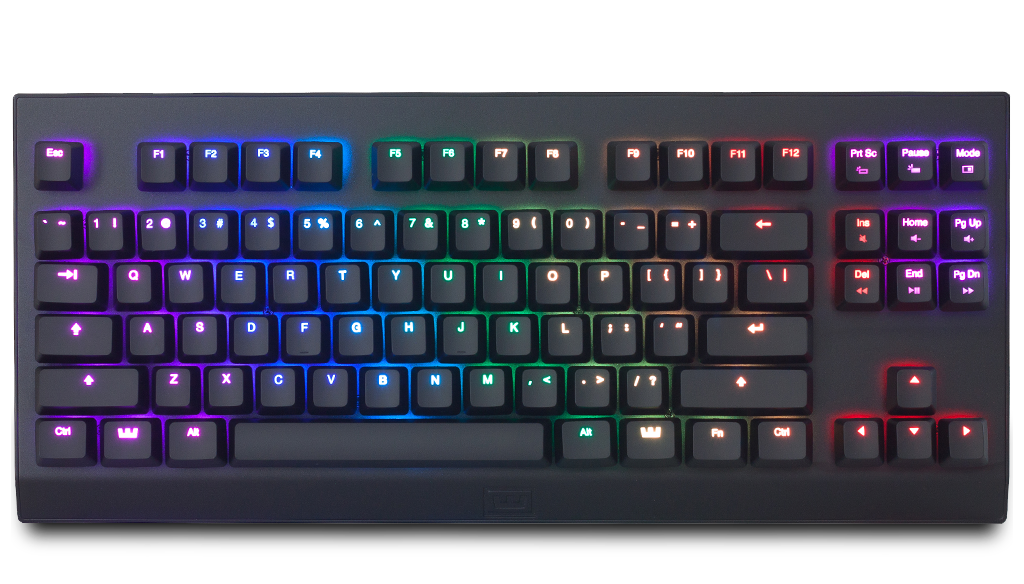 Esc F1 F2 F3 F4 F5 F6 F7 F8 F9 F10 F11 F12 Prt Sc Pause Mode
` ~ 1 ! 2 @ 3 # 4 $ 5 % 6 ^ 7 & 8 * 9 ( 0 ) - _ = + ← Ins Home Pg Up
Q W E R T Y U I O P [ { ] } \ | Del End Pg Dn
A S D F G H J K L ; : ' "
Z X C V B N M , < . > / ?
Ctrl Alt Alt Fn Ctrl